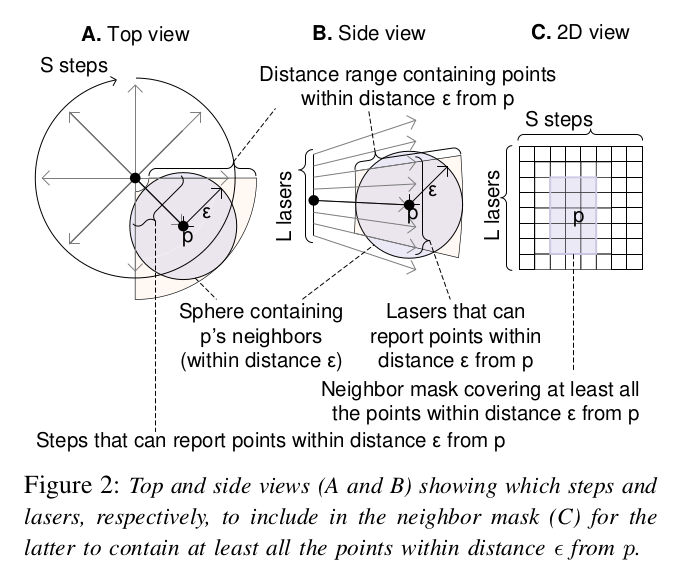 A. Top view
B. Side view
C. 2D view
S steps
Distance range containing points
within distance ε from p
S steps
ε
p
L lasers
ε
p
L lasers
p
Sphere containing
p's neighbors
(within distance ε)
Lasers that can
report points within
distance ε from p
Neighbor mask covering at least all
the points within distance ε from p
Steps that can report points within distance ε from p
Figure 2: Top and side views (A and B) showing which steps and
lasers, respectively, to include in the neighbor mask (C) for the
latter to contain at least all the points within distance ϵ from p.